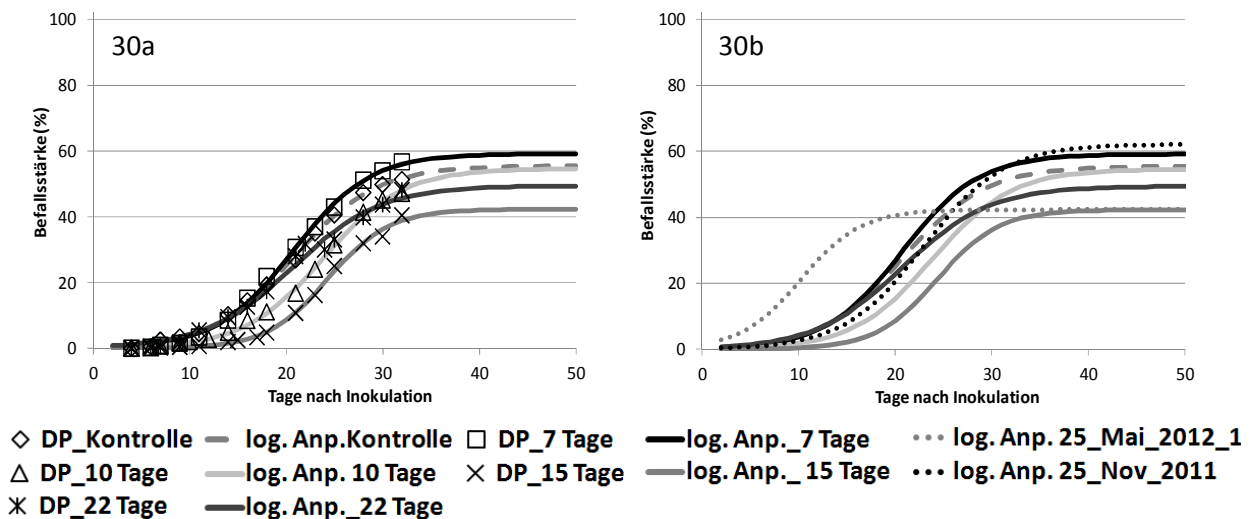 30a
100
80
60
40
20
0
Befallsstärke (%)
0 10 20 30 40 50
Tage nach Inokulation
30b
100
80
60
40
20
0
Befallsstärke (%)
0 10 20 30 40 50
Tage nach Inokulation
DP_Kontrolle log. Anp.Kontrolle DP_7 Tage log. Anp._7 Tage log. Anp. 25_Mai_2012_1
DP_10 Tage log. Anp. 10 Tage DP_15 Tage log. Anp._ 15 Tage log. Anp. 25_Nov_2011
DP_22 Tage log. Anp._22 Tage